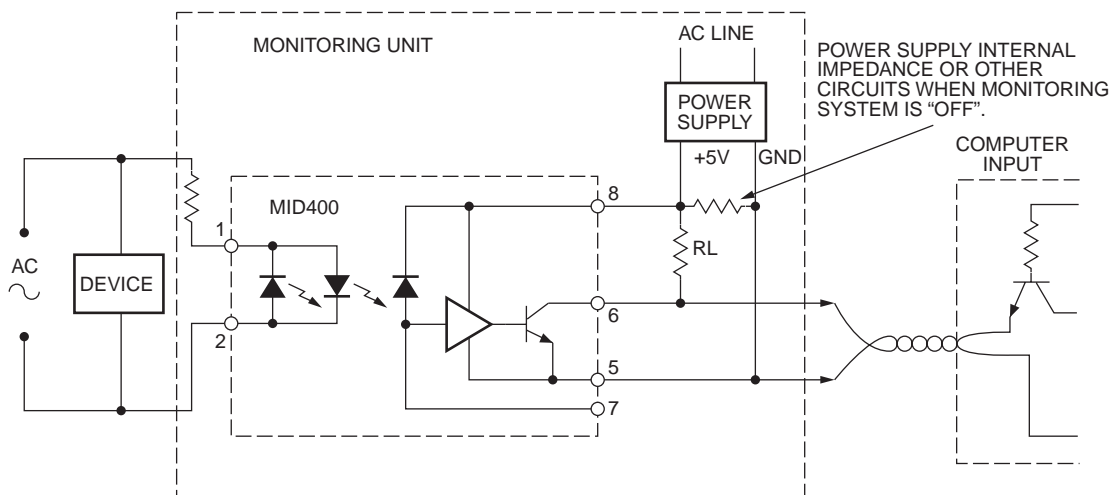 MONITORING UNIT
AC LINE
POWER SUPPLY INTERNAL
IMPEDANCE OR OTHER
CIRCUITS WHEN MONITORING
SYSTEM IS “OFF”.
POWER
SUPPLY
+5V
GND
COMPUTER
INPUT
MID400
8
1
RL
AC
DEVICE
6
2
5
7